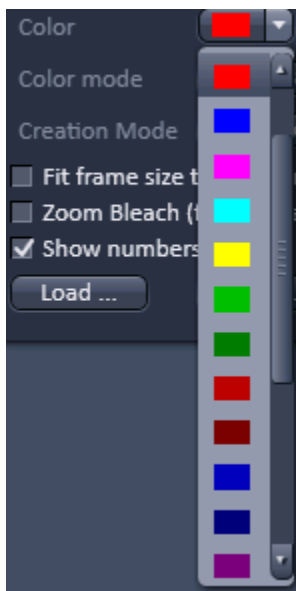 Color
Color mode
Creation Mode
Fit frame size
Zoom Bleach
Show numbers
Load ...